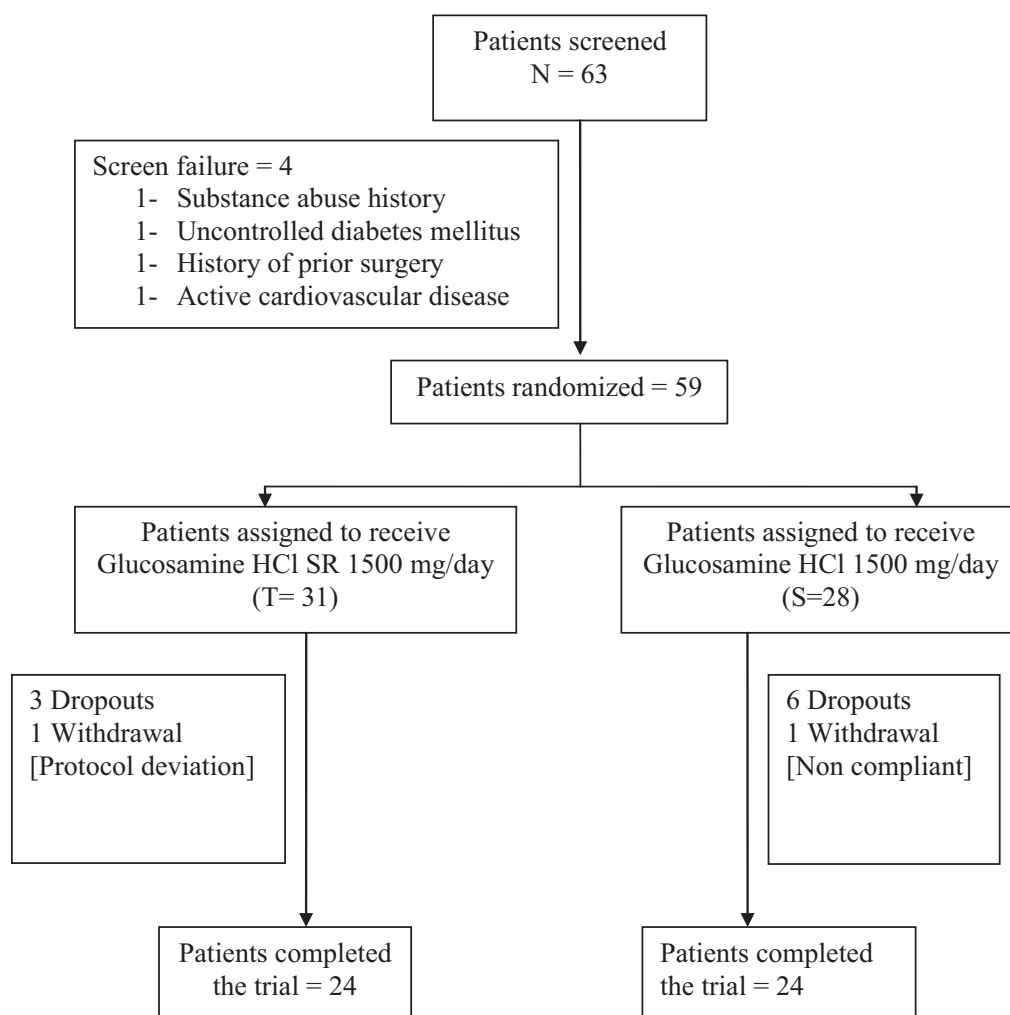 Patients screened
N = 63
Screen failure = 4
1- Substance abuse history
1- Uncontrolled diabetes mellitus
1- History of prior surgery
1- Active cardiovascular disease
Patients randomized = 59
Patients assigned to receive
Glucosamine HCl SR 1500 mg/day
(T= 31)
Patients assigned to receive
Glucosamine HCl 1500 mg/day
(S=28)
3 Dropouts
1 Withdrawal
[Protocol deviation]
6 Dropouts
1 Withdrawal
[Non compliant]
Patients completed
the trial = 24
Patients completed
the trial = 24